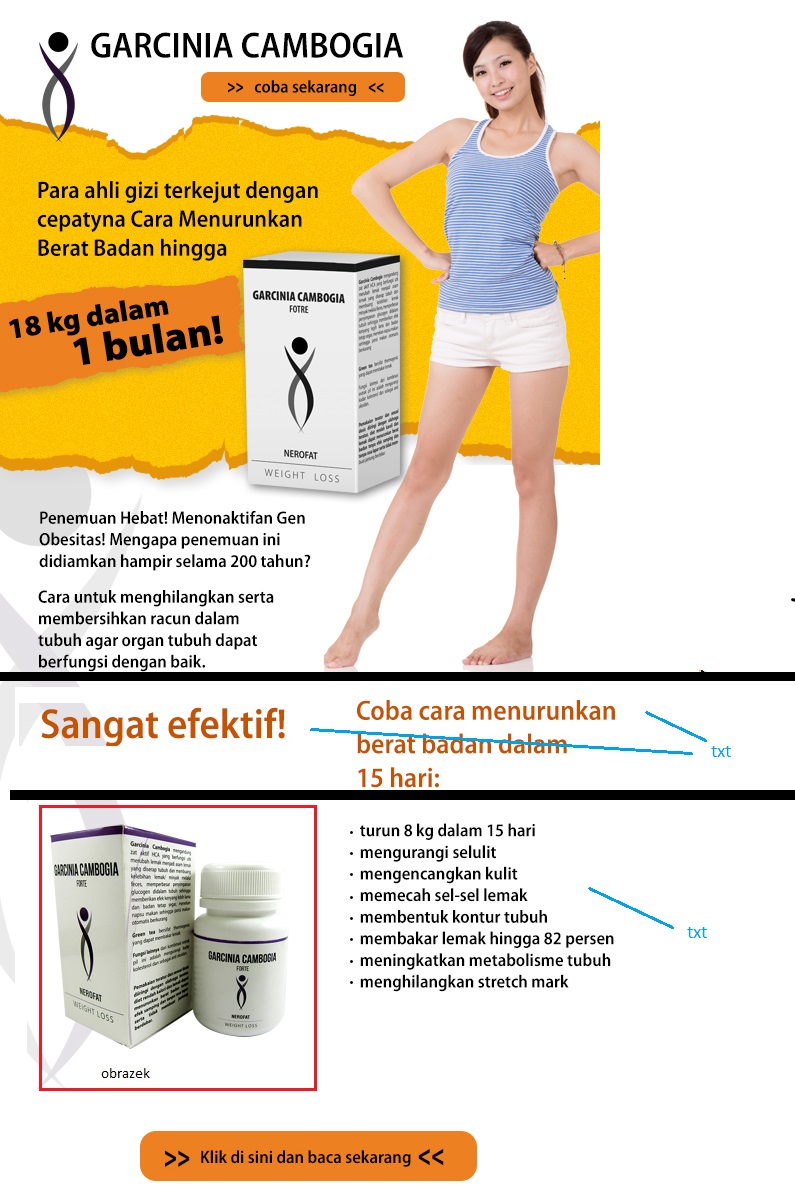 GARCINIA CAMBOGIA
>> coba sekarang <<
Para ahli gizi terkejut dengan
cepatyna Cara Menurunkan
Berat Badan hingga
18 kg dalam
1 bulan!
GARCINIA CAMBOGIA
FOTRE
NEROFAT
WEIGHT LOSS
Penemuan Hebat! Menonaktifan Gen
Obesitas! Mengapa penemuan ini
didiamkan hampir selama 200 tahun?
Cara untuk menghilangkan serta
membersihkan racun dalam
tubuh agar organ tubuh dapat
berfungsi dengan baik.
Sangat efektif!
Coba cara menurunkan
berat badan dalam
15 hari:
txt
GARCINIA CAMBOGIA
FORTE
NEROFAT
WEIGHT LOSS
GARCINIA CAMBOGIA
FORTE
NEROFAT
WEIGHT LOSS
obrazek
• turun 8 kg dalam 15 hari
• mengurangi selulit
• mengencangkan kulit
• memecah sel-sel lemak
• membentuk kontur tubuh
• membakar lemak hingga 82 persen
• meningkatkan metabolisme tubuh
• menghilangkan stretch mark
txt
>> Klik di sini dan baca sekarang <<